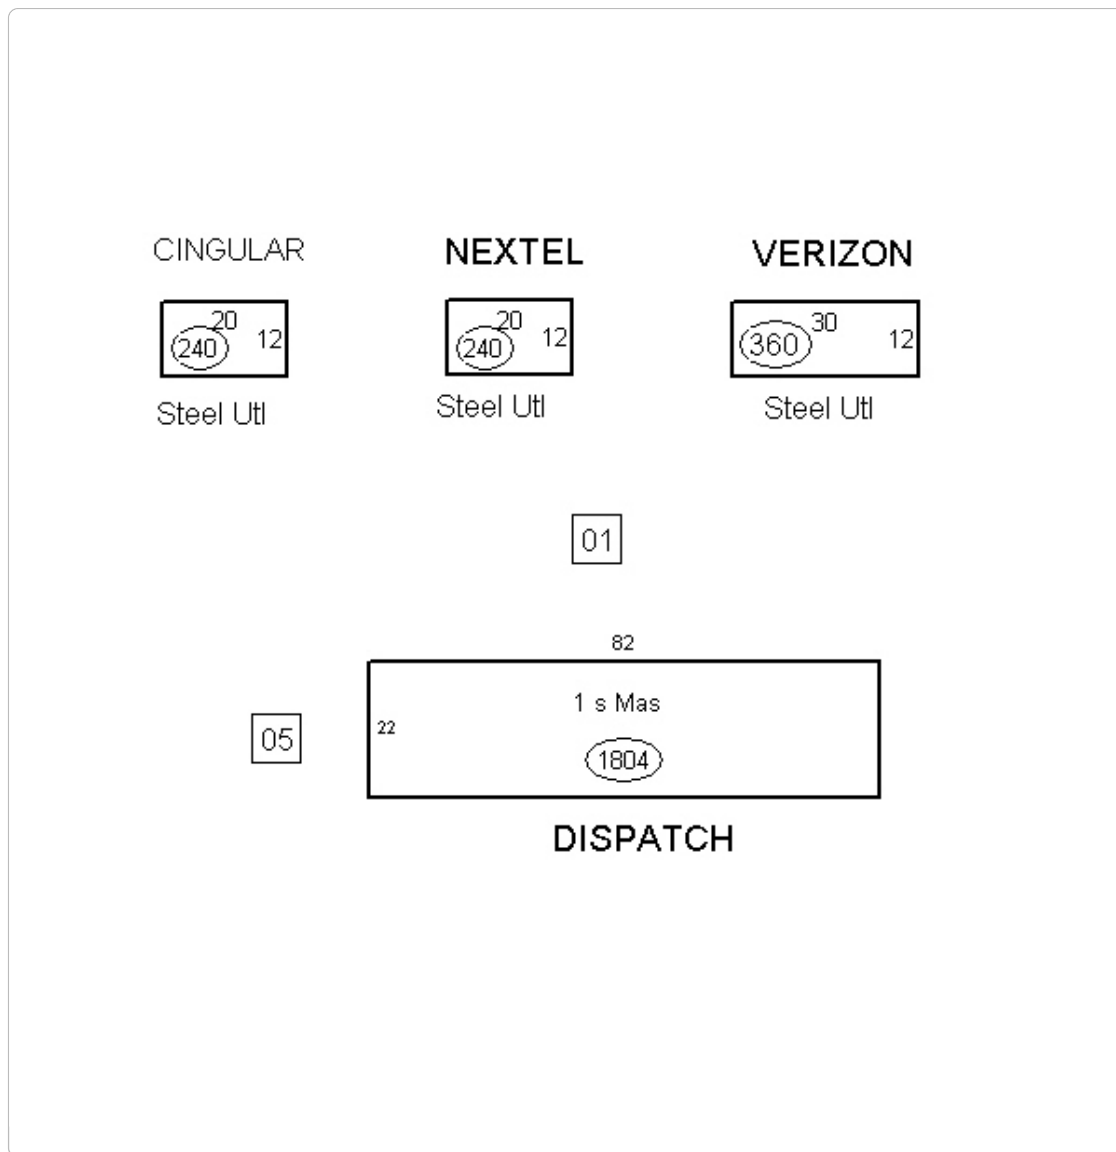 CINGULAR
20
240
12
Steel Utl
NEXTEL
20
240
12
Steel Utl
VERIZON
30
360
12
Steel Utl
01
82
1 s Mas
22
1804
05
DISPATCH